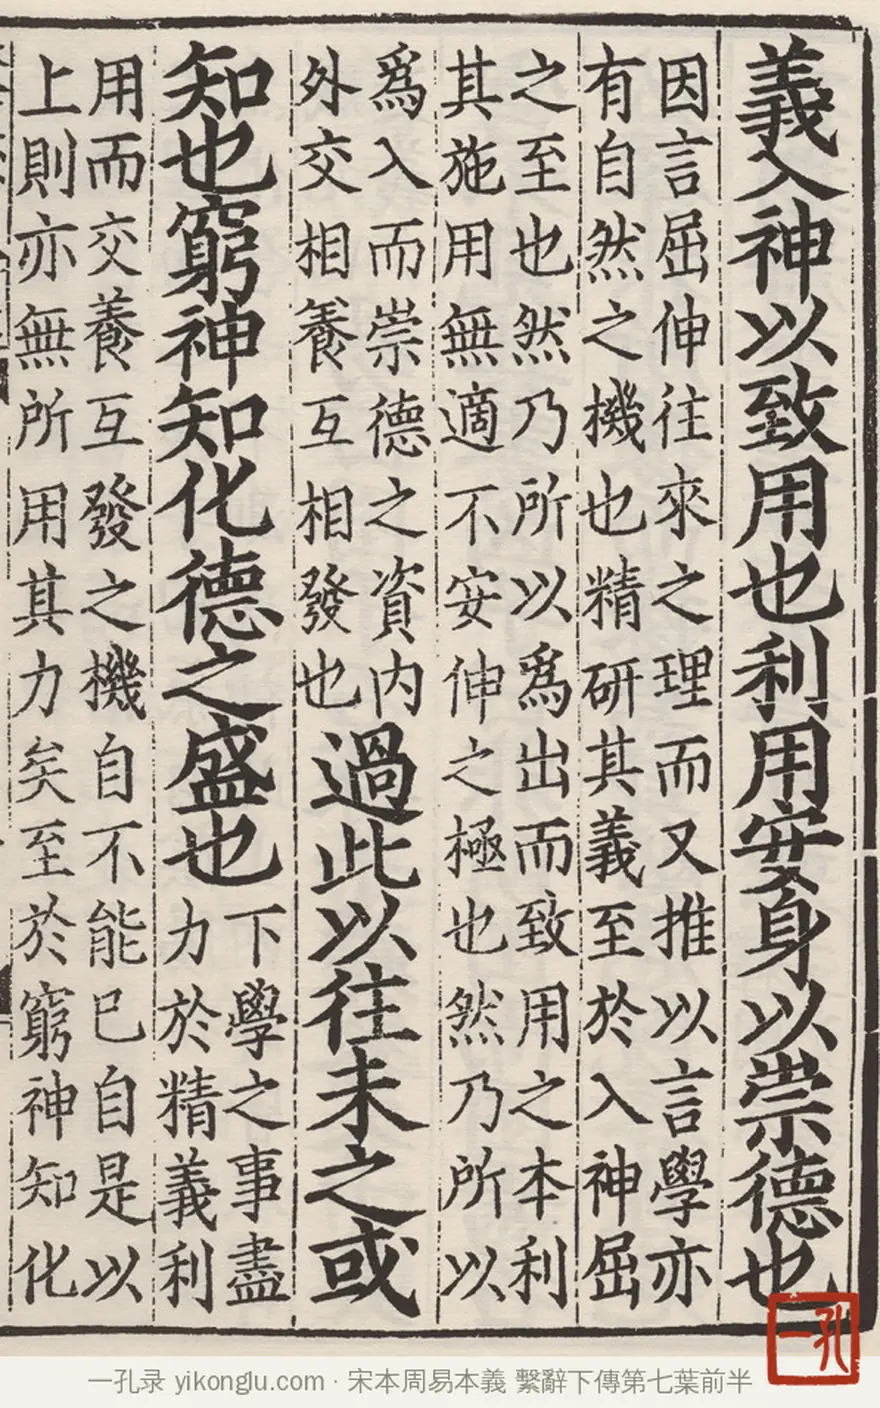 義入神以致用也利用安身以崇德也
因言屈伸往來之理而又推以言學亦
有自然之機也精研其義至於入神屈
之至也然乃所以爲出而致用之本利
其施用無適不安伸之極也然乃所以
爲入而崇德之資内
外交相養互相發也
過此以往未之或
知也窮神知化德之盛也
下學之事盡
力於精義利
用而交養互發之機自不能已自是以
上則亦無所用其力矣至於窮神知化
一孔
一孔录 yikonglu.com · 宋本周易本義 繫辭下傳第七葉前半